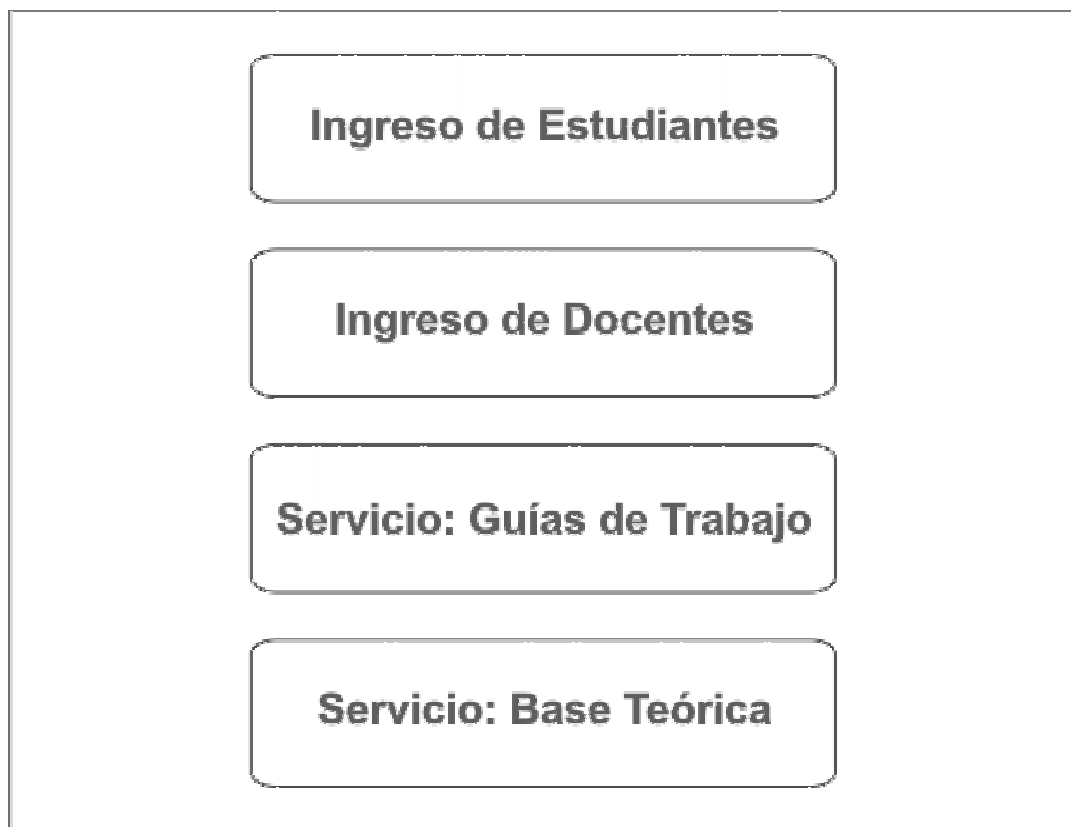 Ingreso de Estudiantes
Ingreso de Docentes
Servicio: Guías de Trabajo
Servicio: Base Teórica